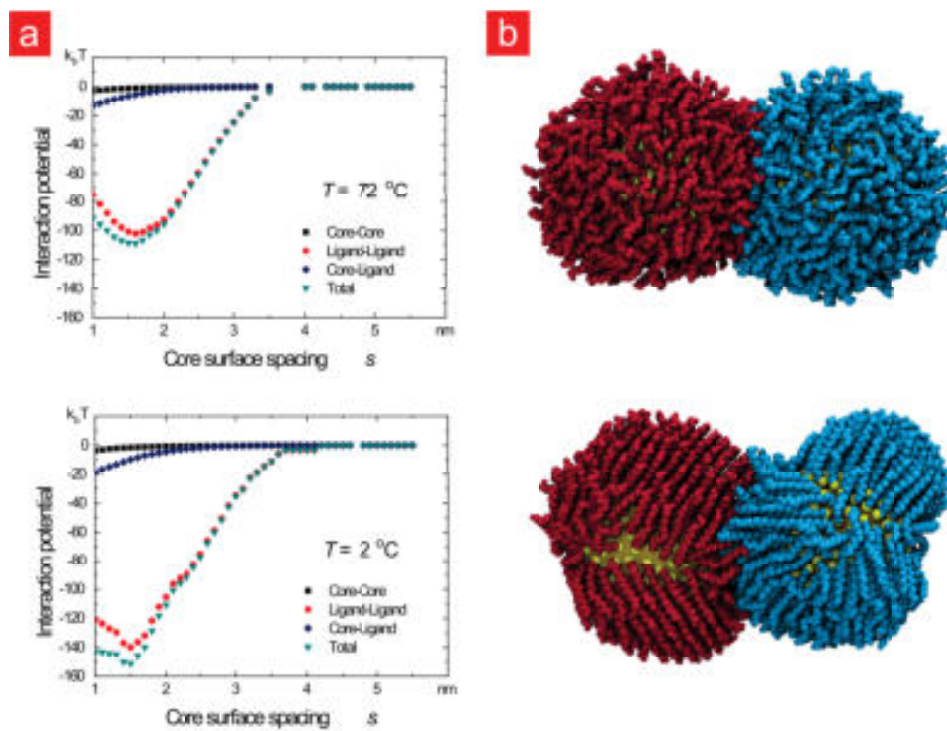 a
b
k_bT
0
-20
-40
-60
-80
-100
-120
-140
-160
Interaction potential
T = 72 °C
Core-Core
Ligand-Ligand
Core-Ligand
Total
1 2 3 4 5 nm
Core surface spacing s
k_bT
0
-20
-40
-60
-80
-100
-120
-140
-160
Interaction potential
T = 2 °C
Core-Core
Ligand-Ligand
Core-Ligand
Total
1 2 3 4 5 nm
Core surface spacing s